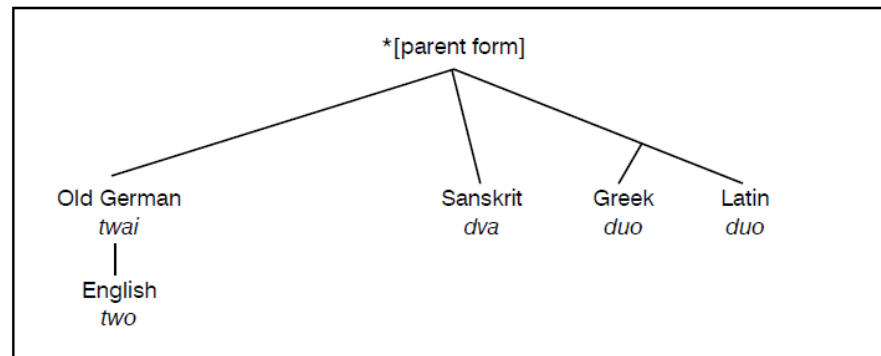 *[parent form]
Old German Sanskrit Greek Latin
twai dva duo duo
English
two